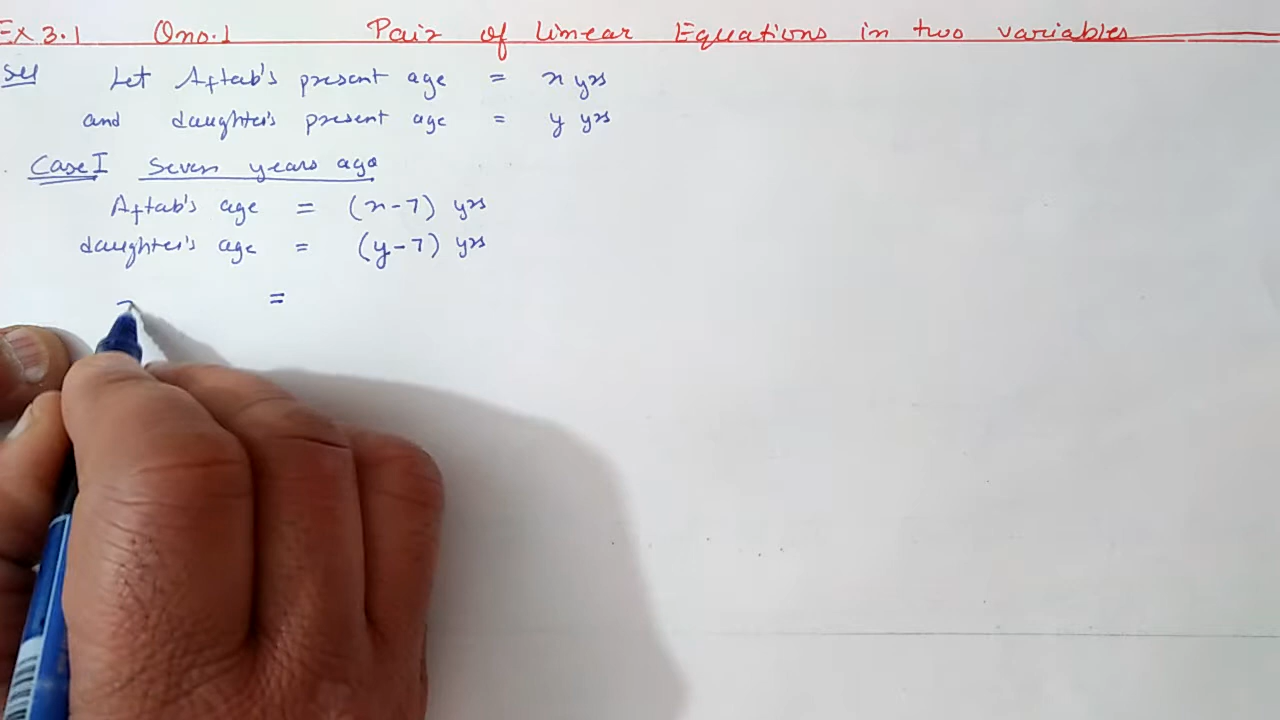 Ex 3.1 Qno.1 Pair of Linear Equations in two variables
Sol Let Aftab's present age = x yrs
and daughter's present age = y yrs
Case I Seven years ago
Aftab's age = (x-7) yrs
daughter's age = (y-7) yrs
=